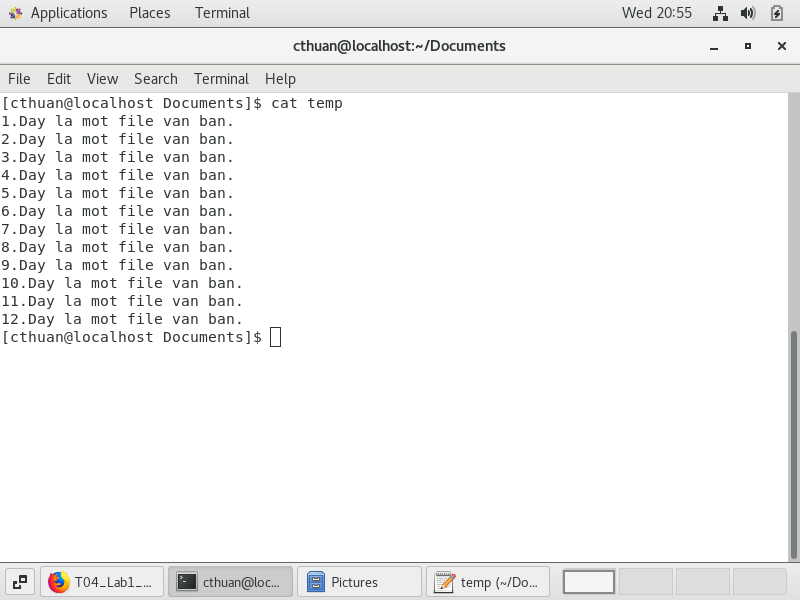 Applications Places Terminal Wed 20:55
cthuan@localhost:~/Documents
File Edit View Search Terminal Help
[cthuan@localhost Documents]$ cat temp
1.Day la mot file van ban.
2.Day la mot file van ban.
3.Day la mot file van ban.
4.Day la mot file van ban.
5.Day la mot file van ban.
6.Day la mot file van ban.
7.Day la mot file van ban.
8.Day la mot file van ban.
9.Day la mot file van ban.
10.Day la mot file van ban.
11.Day la mot file van ban.
12.Day la mot file van ban.
[cthuan@localhost Documents]$
T04_Lab1_... cthuan@loc... Pictures temp (~/Do...